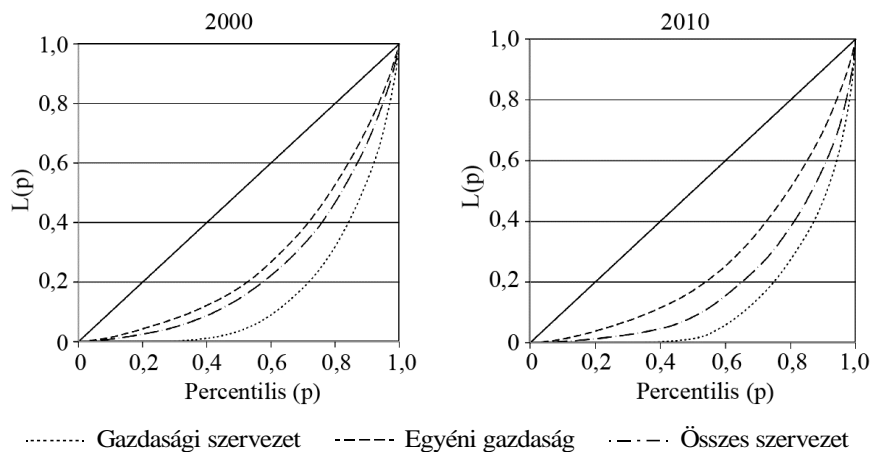 2000
1,0
0,8
0,6
0,4
0,2
0
L(p)
0 0,2 0,4 0,6 0,8 1,0
Percentilis (p)
2010
1,0
0,8
0,6
0,4
0,2
0
L(p)
0 0,2 0,4 0,6 0,8 1,0
Percentilis (p)
Gazdasági szervezet Egyéni gazdaság Összes szervezet